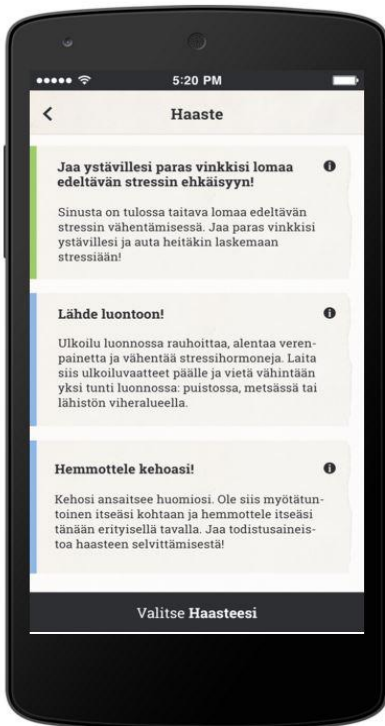 5:20 PM
Haaste
Jaa ystävillesi paras vinkkisi lomaa
edeltävän stressin ehkäisyyn!
Sinusta on tulossa taitava lomaa edeltävän
stressin vähentämisessä. Jaa paras vinkkisi
ystävillesi ja auta heitäkin laskemaan
stressiään!
Lähde luontoon!
Ulkoilu luonnossa rauhoittaa, alentaa veren-
painetta ja vähentää stressihormoneja. Laita
siis ulkoiluvaatteet päälle ja vietä vähintään
yksi tunti luonnossa: puistossa, metsässä tai
lähistön viheralueella.
Hemmottele kehoasi!
Kehosi ansaitsee huomiosi. Ole siis myötätun-
toinen itseäsi kohtaan ja hemmottele itseäsi
tänään erityisellä tavalla. Jaa todistusaineis-
toa haasteen selvittämisestä!
Valitse Haasteesi